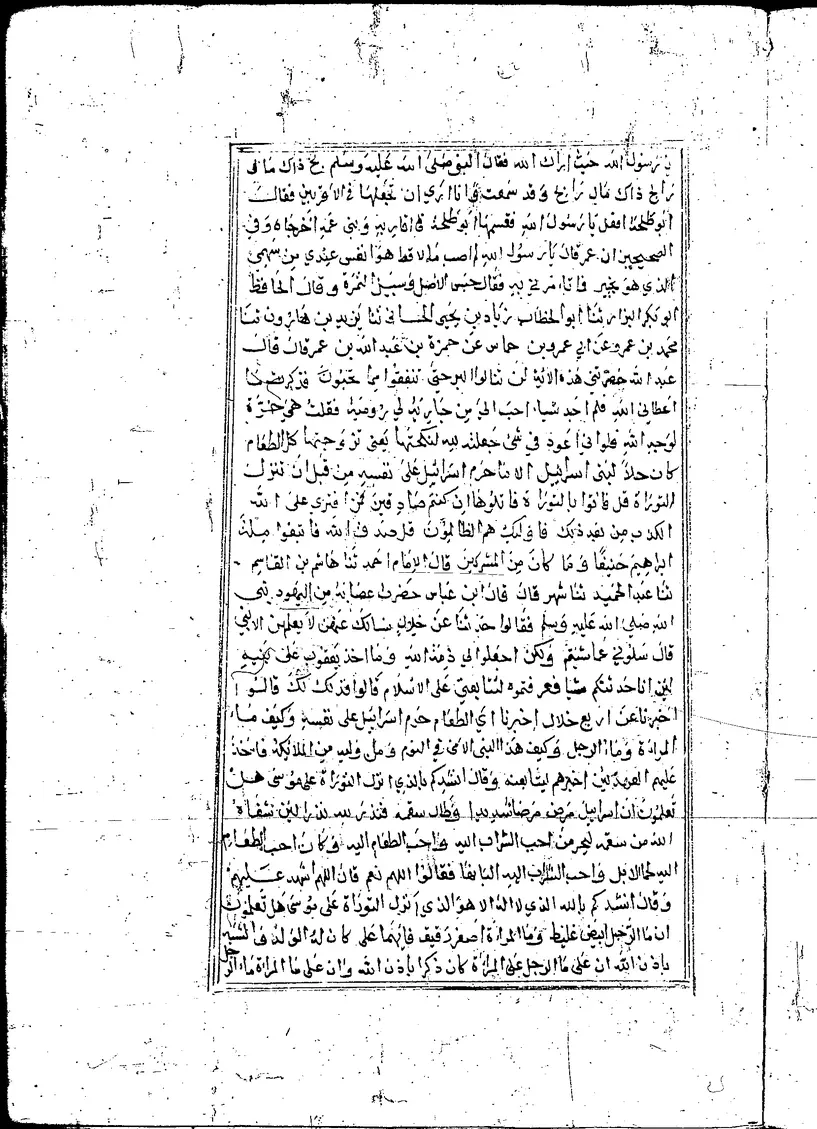 يا رسول الله حيث اراك الله فقال النبي صلى الله عليه وسلم بخ ذاك مال
رابح ذاك مال رابح وقد سمعت وانا ارى ان تجعلها في الاقربين فقال
ابو طلحة افعل يا رسول الله فقسمها ابو طلحة في اقاربه وبني عمه اخرجاه وفي
الصحيحين ان عمر قال يا رسول الله لم اصب مالا قط هو انفس عندي من سهمي
الذي هو بخيبر فما تامرني به فقال حبس الاصل وسبل الثمرة وقال الحافظ
ابو بكر البزار ثنا ابو الخطاب زياد بن يحيى الحساني ثنا يزيد بن هارون ثنا
محمد بن عمرو عن ابي عمرو بن حماس عن حمزة بن عبد الله بن عمر قال قال
عبد الله حضرتني هذه الاية لن تنالوا البر حتى تنفقوا مما تحبون فذكرت ما
اعطاني الله فلم اجد شيا احب الي من جارية لي رومية فقلت هي حرة
لوجه الله فلو اني اعود في شئ جعلته لله لنكحتها يعني تزوجتها كل الطعام
كان حلا لبني اسرائيل الا ما حرم اسرائيل على نفسه من قبل ان تنزل
التوراة قل فاتوا بالتوراة فاتلوها ان كنتم صادقين فمن افترى على الله
الكذب من بعد ذلك فاولئك هم الظالمون قل صدق الله فاتبعوا ملة
ابراهيم حنيفا وما كان من المشركين قال الامام احمد ثنا هاشم بن القاسم
ثنا عبد الحميد ثنا شهر قال قال ابن عباس حضرت عصابة من اليهود نبي
الله صلى الله عليه وسلم فقالوا حدثنا عن خلال نسالك عنهن لا يعلمهن الا نبي
قال سلوني عما شيتم ولكن اجعلوا لي ذمة الله وما اخذ يعقوب على بنيه
لين انا حدثتكم شيا فعرفتموه لتتابعني على الاسلام قالوا فذلك لك قالوا
اخبرنا عن اربع خلال اخبرنا اي الطعام حرم اسرائيل على نفسه وكيف ماء
المراة وماء الرجل وكيف هذا النبي الامي في النوم ومن وليه من الملائكة فاخذ
عليهم العهد لين اخبرهم ليتابعنه وقال انشدكم بالذي انزل التوراة على موسى هل
تعلمون ان اسرائيل مرض مرضا شديدا وطال سقمه فنذر لله نذرا لين شفاه
الله من سقمه ليحرمن احب الشراب اليه واحب الطعام اليه وكان احب الطعام
اليه لحم الابل واحب الشراب اليه البانها فقالوا اللهم نعم قال اللهم اشهد عليهم
وقال انشدكم بالله الذي لا اله الا هو الذي انزل التوراة على موسى هل تعلمون
ان ماء الرجل ابيض غليظ وماء المراة اصفر رقيق فايهما على كان له الولد والشبه
باذن الله ان على ماء الرجل على المراة كان ذكرا باذن الله وان على ماء المراة ماء الرجل